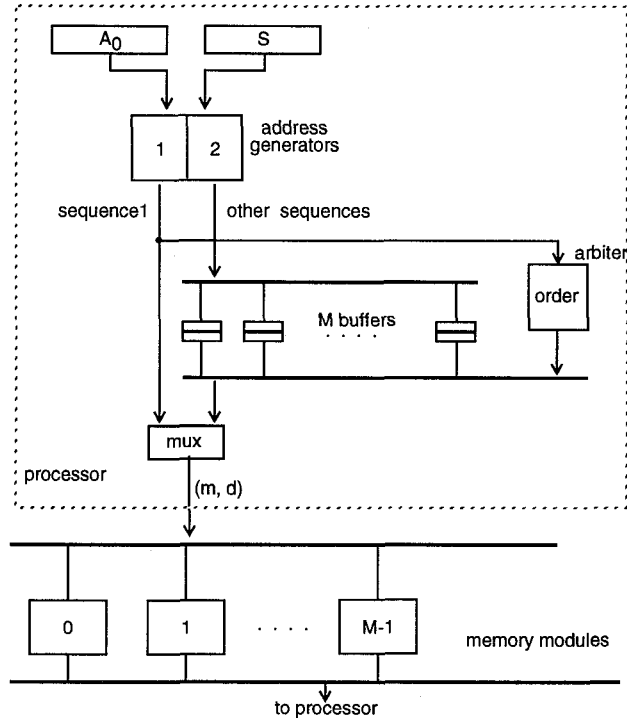 A0
S
1
2
address
generators
sequence1
other sequences
arbiter
order
M buffers
. . . .
mux
processor
(m, d)
0
1
. . . .
M-1
memory modules
to processor